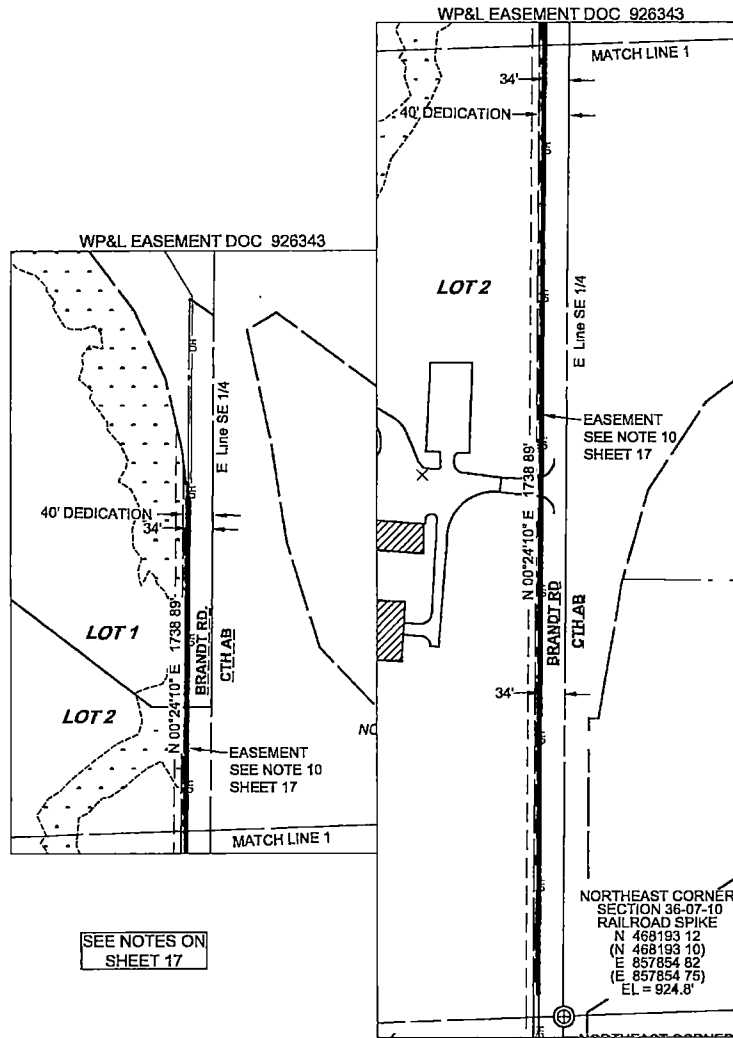 WP&L EASEMENT DOC 926343
MATCH LINE 1
34'
40' DEDICATION
LOT 2
E Line SE 1/4
EASEMENT
SEE NOTE 10
SHEET 17
N 00°24'10" E 1738 89'
BRANDT RD.
CTH AB
34'
NORTHEAST CORNER
SECTION 36-07-10
RAILROAD SPIKE
N 468193 12
(N 468193 10)
E 857854 82
(E 857854 75)
EL = 924.8'
WP&L EASEMENT DOC 926343
E Line SE 1/4
40' DEDICATION
34'
LOT 1
LOT 2
N 00°24'10" E 1738 89'
BRANDT RD.
CTH AB
EASEMENT
SEE NOTE 10
SHEET 17
MATCH LINE 1
SEE NOTES ON
SHEET 17